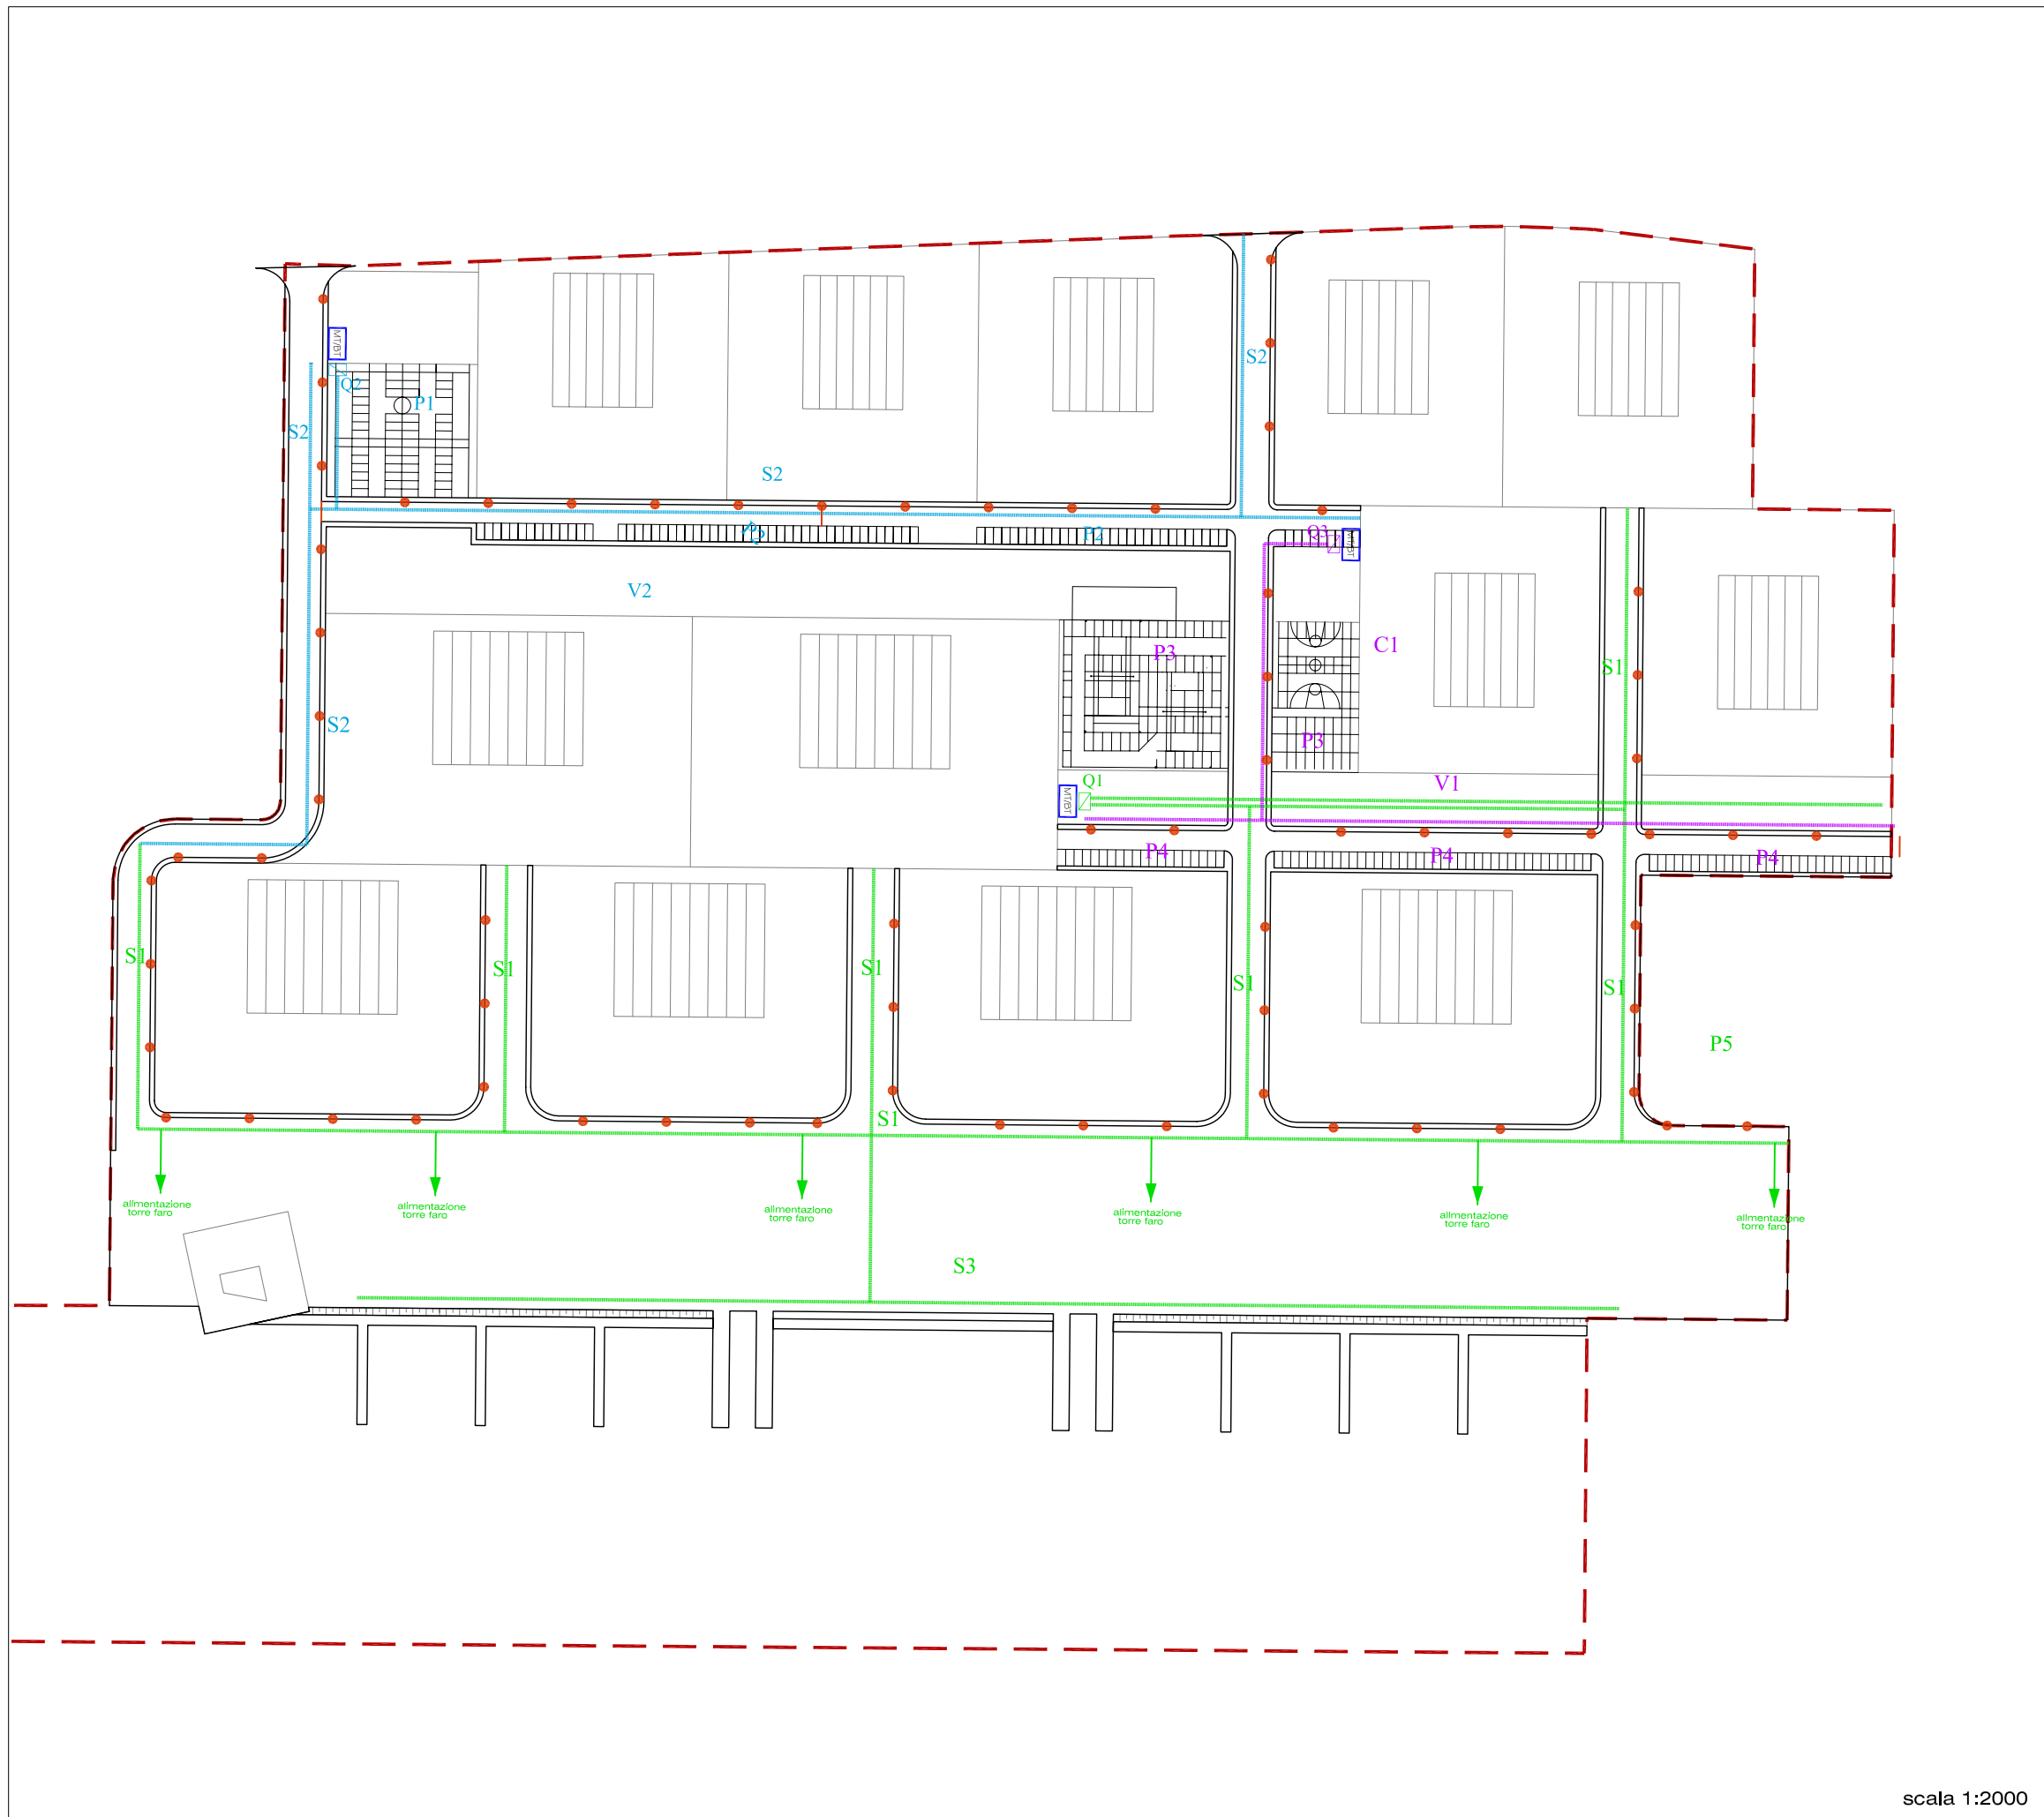 MT/BT
S2
Q2
P1
S2
S2
P2
P2
Q3
MT/BT
V2
P3
C1
S1
S2
P3
Q1
V1
MT/BT
P4
P4
P4
S1
S1
S1
S1
S1
P5
S1
alimentazione
torre faro
alimentazione
torre faro
alimentazione
torre faro
alimentazione
torre faro
alimentazione
torre faro
alimentazione
torre faro
S3
scala 1:2000